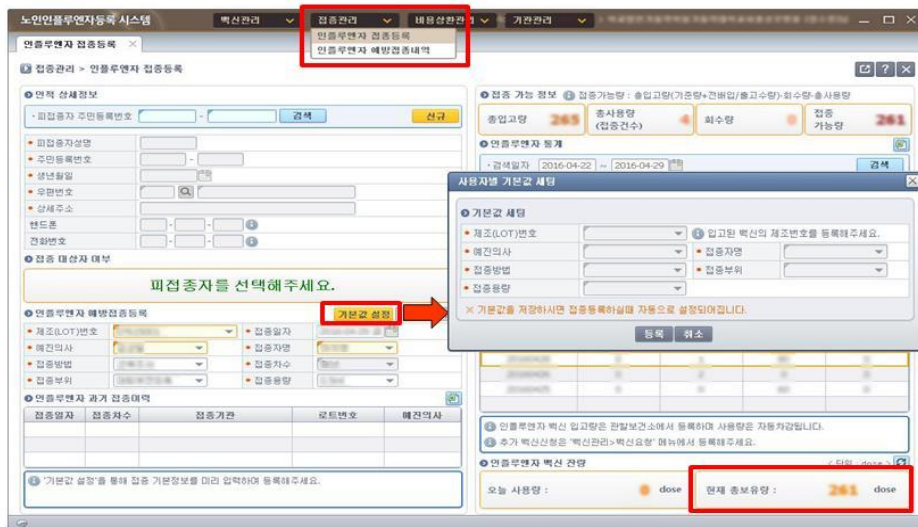 노인인플루엔자등록 시스템
백신관리 접종관리 비용상환관리 기관관리
인플루엔자 접종등록
인플루엔자 예방접종내역
인플루엔자 접종등록
접종관리 > 인플루엔자 접종등록
인적 상세정보
피접종자 주민등록번호 - 검색 신규
피접종자성명
주민등록번호 -
생년월일
우편번호
상세주소
핸드폰 - -
전화번호 - -
접종 대상자 여부
피접종자를 선택해주세요.
인플루엔자 예방접종등록 기본값 설정
제조(LOT)번호 접종일자
예진의사 접종자명
접종방법 접종차수
접종부위 접종용량
인플루엔자 과거 접종이력
접종일자 접종차수 접종기관 로트번호 예진의사
'기본값 설정'을 통해 접종 기본정보를 미리 입력하여 등록해주세요.
접종 가능 정보 접종가능량 : 총입고량(기준량+전배입/출고수량)-회수량-총사용량
총입고량 265 총사용량 (접종건수) 4 회수량 0 접종 가능량 261
인플루엔자 통계
검색일자 2016-04-22 ~ 2016-04-29 검색
사용자별 기본값 세팅
기본값 세팅
제조(LOT)번호 입고된 백신의 제조번호를 등록해주세요.
예진의사 접종자명
접종방법 접종부위
접종용량
※ 기본값을 저장하시면 접종등록하실때 자동으로 설정되어집니다.
등록 취소
인플루엔자 백신 입고량은 관할보건소에서 등록하며 사용량은 자동차감됩니다.
추가 백신신청은 '백신관리>백신요청' 메뉴에서 등록해주세요.
인플루엔자 백신 잔량 < 단위 : dose >
오늘 사용량 : 0 dose 현재 총보유량 : 261 dose